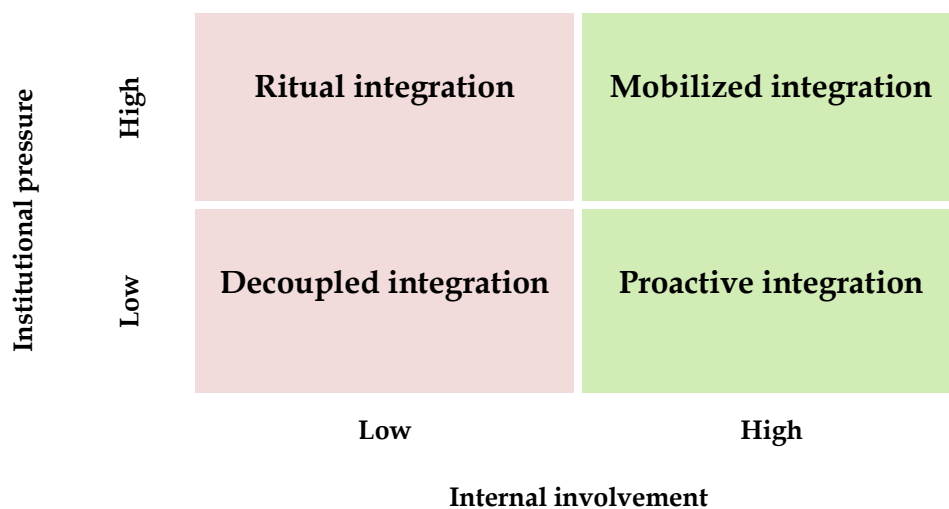 Institutional pressure
High
Ritual integration
Mobilized integration
Low
Decoupled integration
Proactive integration
Low
High
Internal involvement